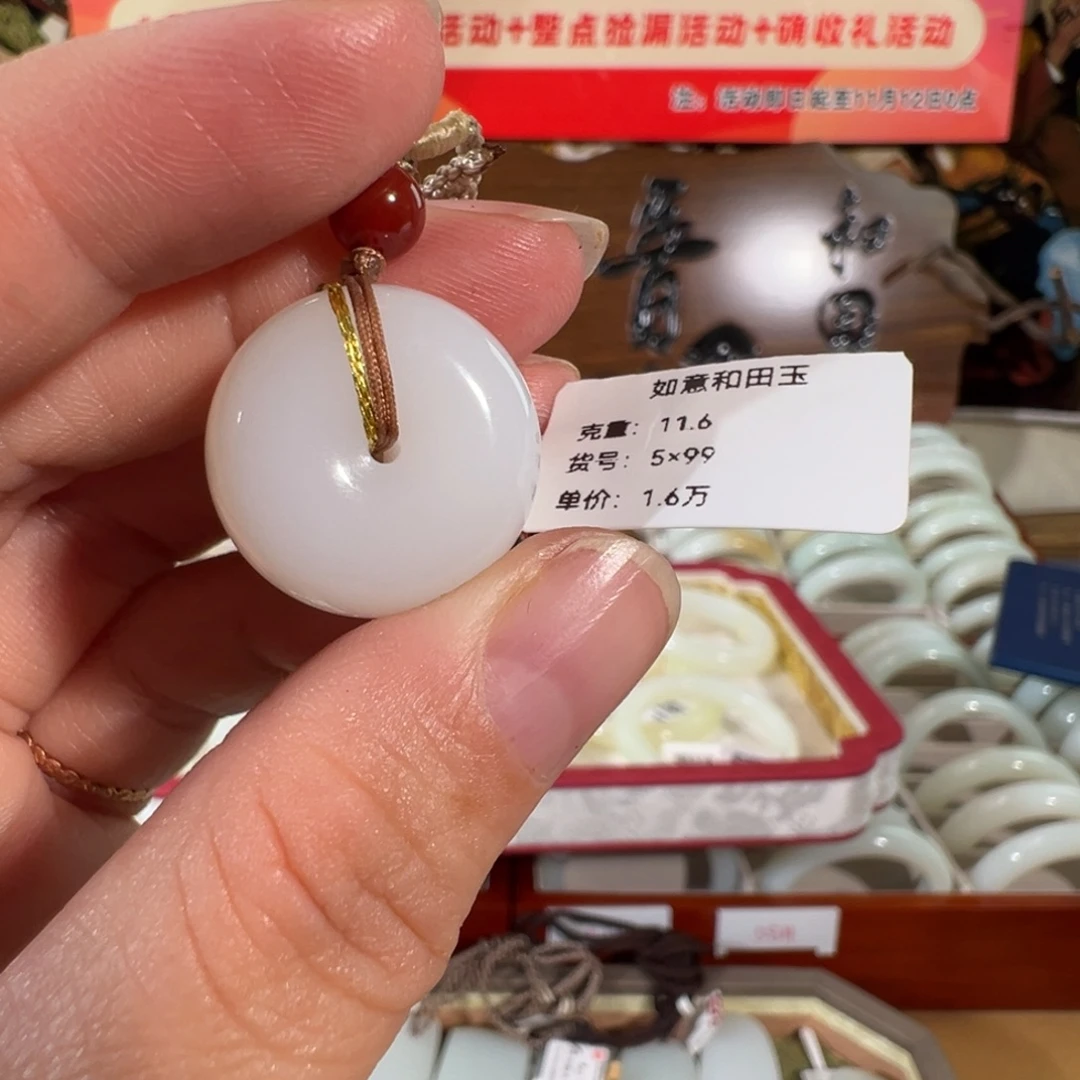 活动+整点捡漏活动+确收礼活动
注：活动即日起至11月12日0点
和
田
如意和田玉
克重：11.6
货号：5×99
单价：1.6万